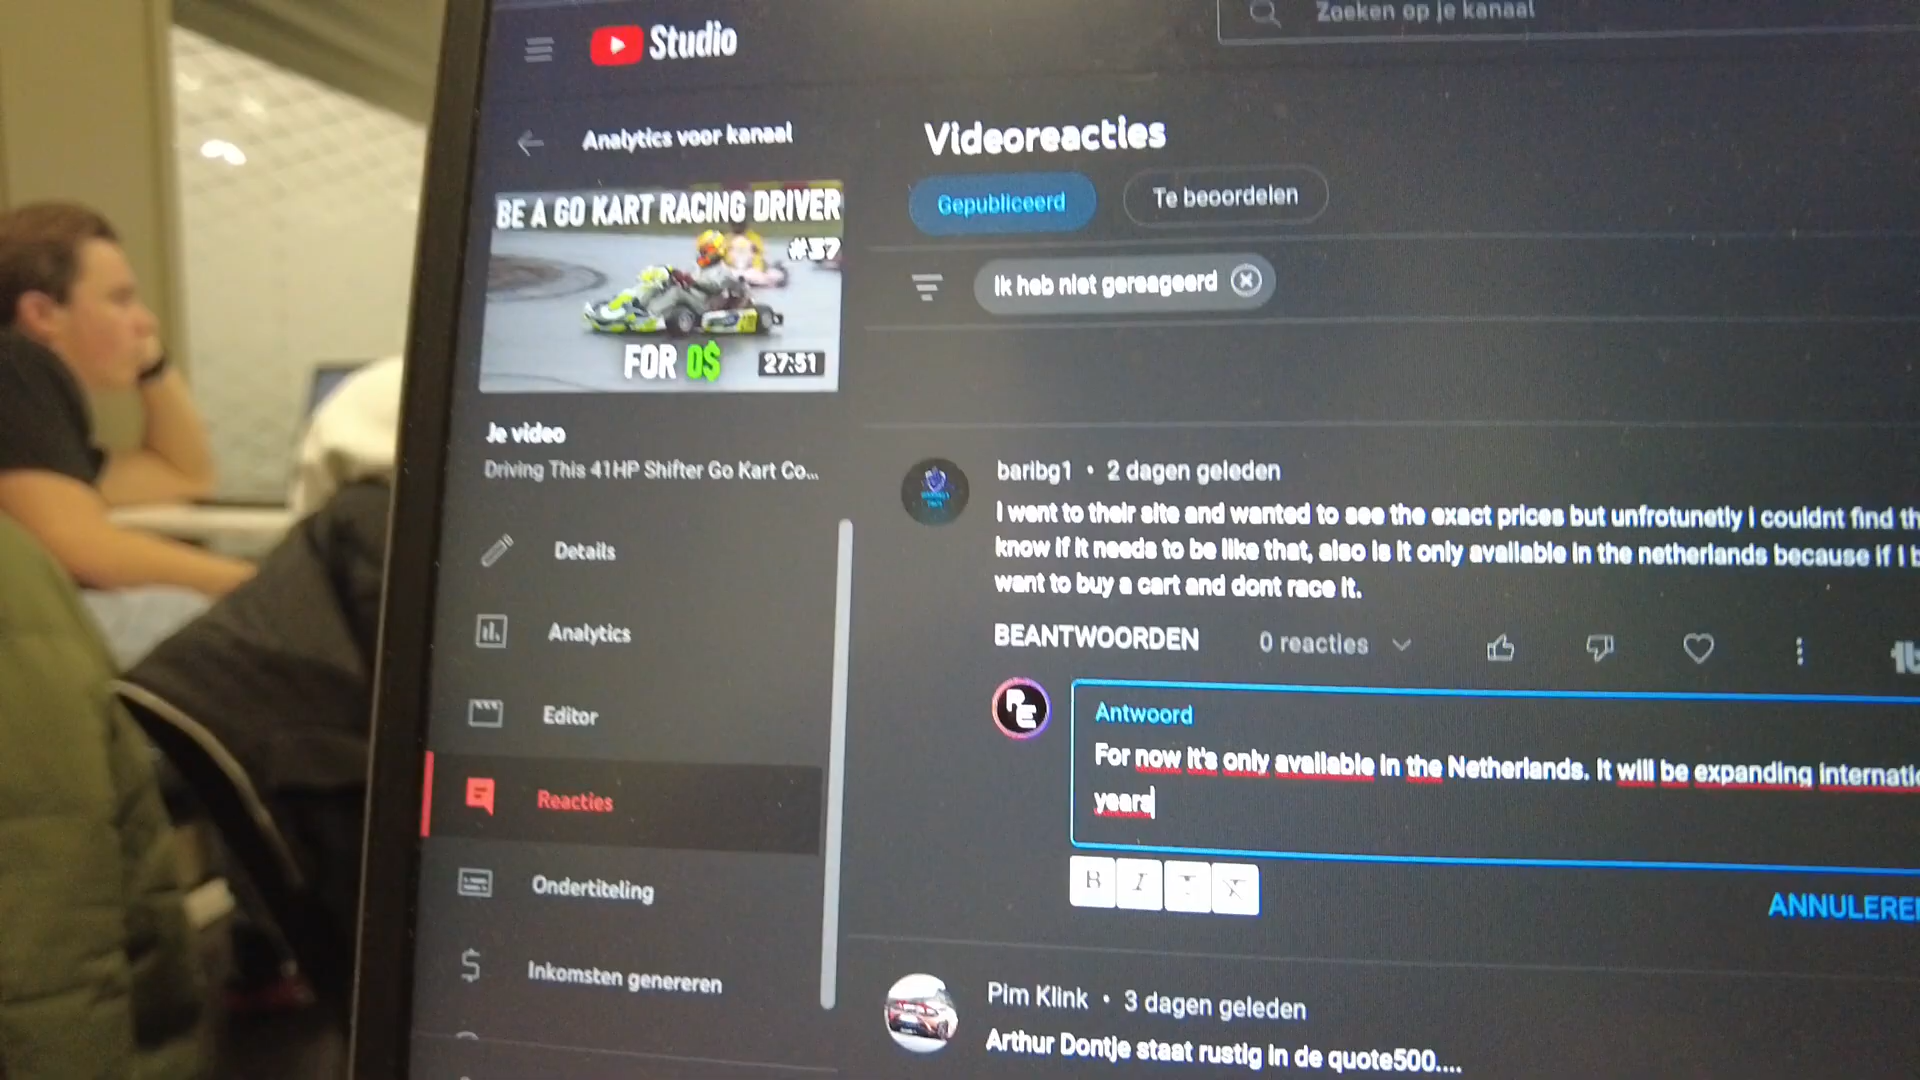 Studio
Zoeken op je kanaal
Analytics voor kanaal
BE A GO KART RACING DRIVER
#37
FOR 0$
27:51
Je video
Driving This 41HP Shifter Go Kart Co...
Details
Analytics
Editor
Reacties
Ondertiteling
Inkomsten genereren
Videoreacties
Gepubliceerd
Te beoordelen
Ik heb niet gereageerd
baribg1 • 2 dagen geleden
I went to their site and wanted to see the exact prices but unfrotunetly I couldnt find
know if it needs to be like that, also is it only available in the netherlands because if I
want to buy a cart and dont race it.
BEANTWOORDEN 0 reacties
Antwoord
For now it's only available in the Netherlands. It will be expanding
years
B I T
ANNULEREN
Pim Klink • 3 dagen geleden
Arthur Dontje staat rustig in de quote500....